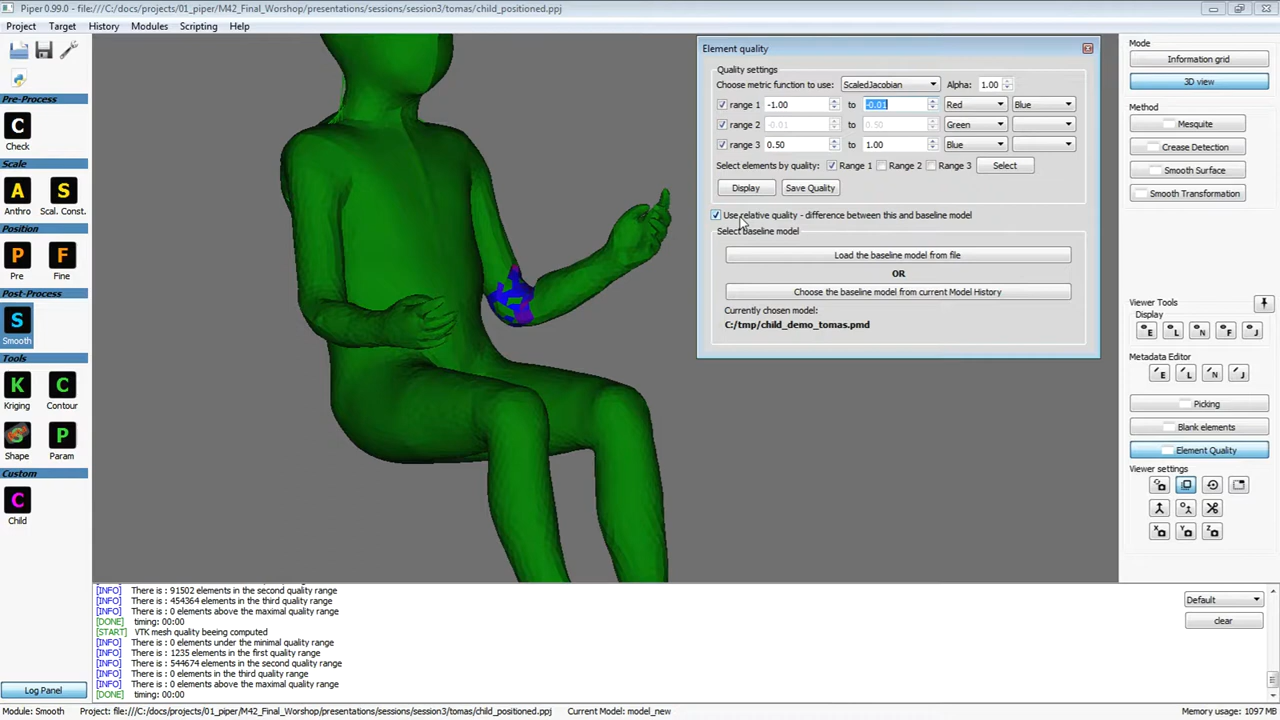 Piper 0.99.0 - file:///C:/docs/projects/01_piper/M42_Final_Worshop/presentations/sessions/session3/tomas/child_positioned.ppj
Project Target History Modules Scripting Help
Pre-Process
C
Check
Scale
A S
Anthro Scal. Const.
Position
P F
Pre Fine
Post-Process
S
Smooth
Tools
K C
Kriging Contour
S P
Shape Param
Custom
C
Child
Element quality
Quality settings
Choose metric function to use: ScaledJacobian Alpha: 1.00
range 1 -1.00 to -0.01 Red Blue
range 2 -0.01 to 0.50 Green
range 3 0.50 to 1.00 Blue
Select elements by quality: Range 1 Range 2 Range 3 Select
Display Save Quality
Use relative quality - difference between this and baseline model
Select baseline model
Load the baseline model from file
OR
Choose the baseline model from current Model History
Currently chosen model:
C:/tmp/child_demo_tomas.pmd
Mode
Information grid
3D view
Method
Mesquite
Crease Detection
Smooth Surface
Smooth Transformation
Viewer Tools
Display
E L N F J
Metadata Editor
E L N J
Picking
Blank elements
Element Quality
Viewer settings
X Y Z
[INFO] There is : 91502 elements in the second quality range
[INFO] There is : 454364 elements in the third quality range
[INFO] There is : 0 elements above the maximal quality range
[DONE] timing: 00:00
[START] VTK mesh quality beeing computed
[INFO] There is : 0 elements under the minimal quality range
[INFO] There is : 1235 elements in the first quality range
[INFO] There is : 544674 elements in the second quality range
[INFO] There is : 0 elements in the third quality range
[INFO] There is : 0 elements above the maximal quality range
[DONE] timing: 00:00
Default
clear
Log Panel
Module: Smooth Project: file:///C:/docs/projects/01_piper/M42_Final_Worshop/presentations/sessions/session3/tomas/child_positioned.ppj Current Model: model_new Memory usage: 1097 MB